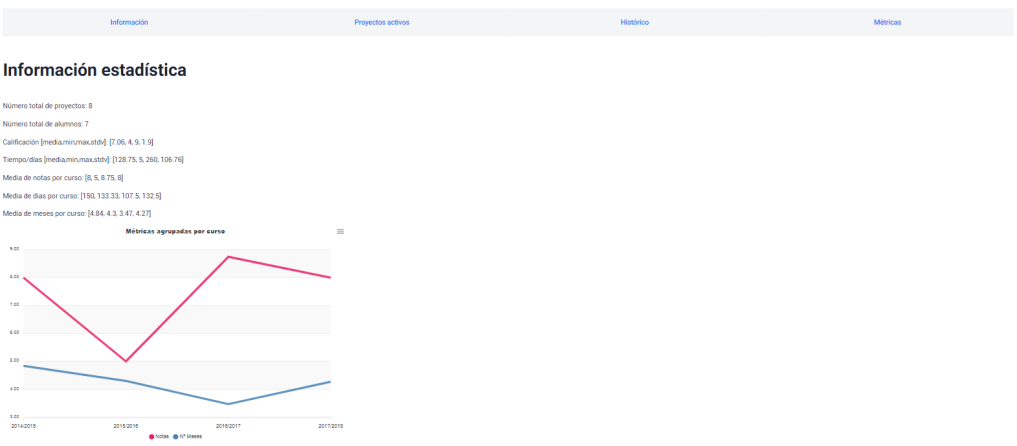 Información Proyectos activos Histórico Métricas
Información estadística
Número total de proyectos: 8
Número total de alumnos: 7
Calificación [media,min,max,stdv]: [7.06, 4, 9, 1.9]
Tiempo/días [media,min,max,stdv]: [128.75, 5, 260, 106.76]
Media de notas por curso: [8, 5, 8.75, 8]
Media de dias por curso: [150, 133.33, 107.5, 132.5]
Media de meses por curso: [4.84, 4.3, 3.47, 4.27]
Métricas agrupadas por curso
9.00
8.00
7.00
6.00
5.00
4.00
3.00
2014/2015 2015/2016 2016/2017 2017/2018
Notas Nº Meses